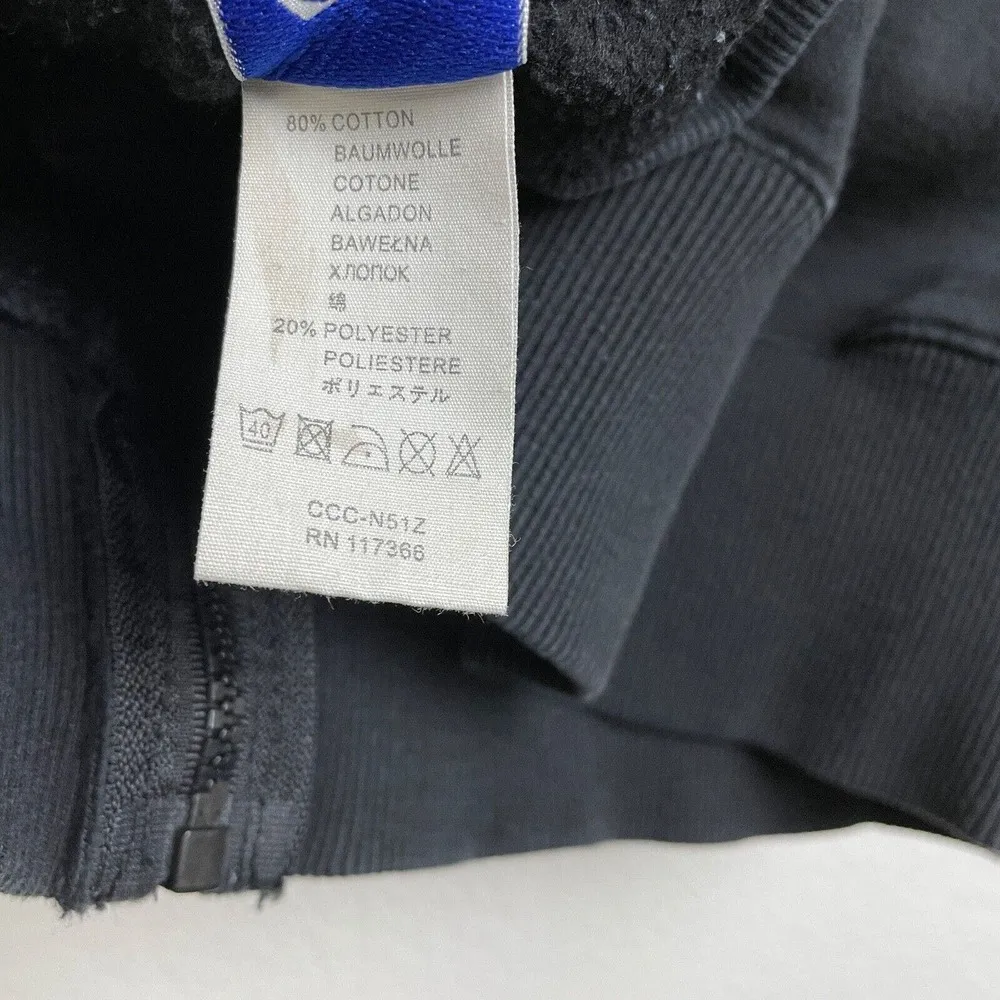 80% COTTON
BAUMWOLLE
COTONE
ALGADON
BAWEŁNA
ХЛОПОК
绵
20% POLYESTER
POLIESTERE
ポリエステル
40
CCC-N51Z
RN 117366